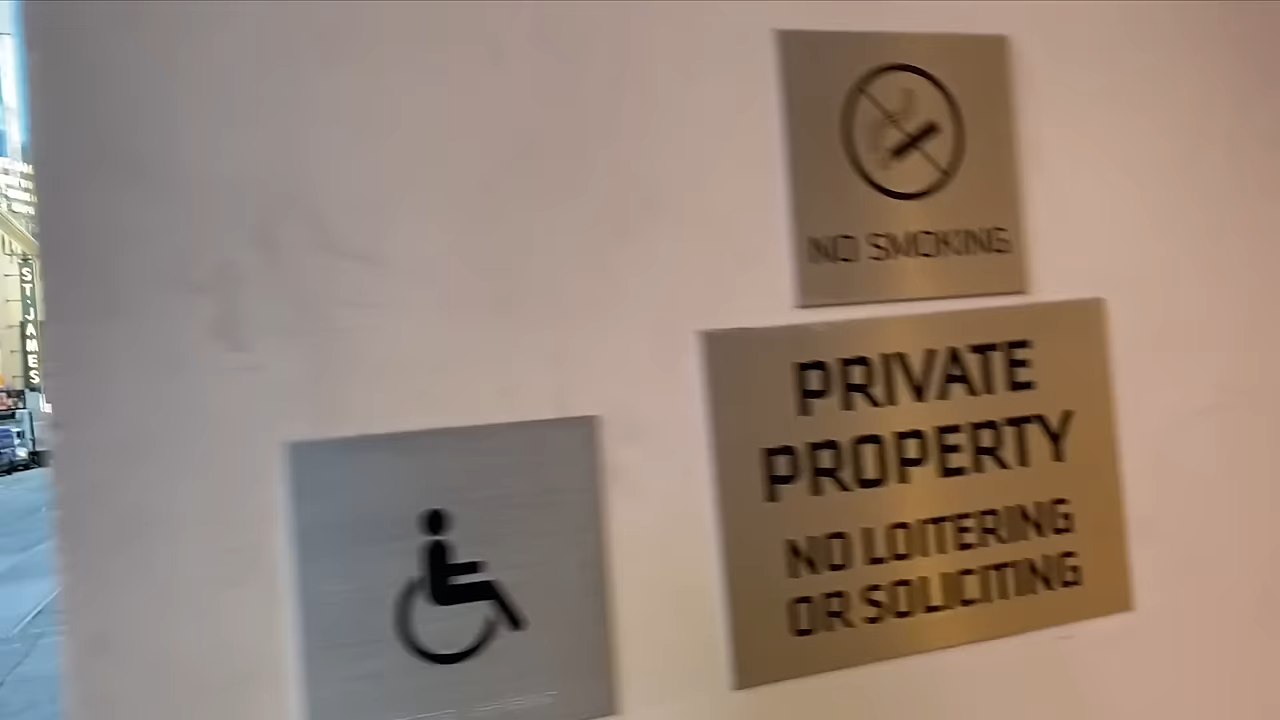 ST. JAMES
NO SMOKING
PRIVATE
PROPERTY
NO LOITERING
OR SOLICITING